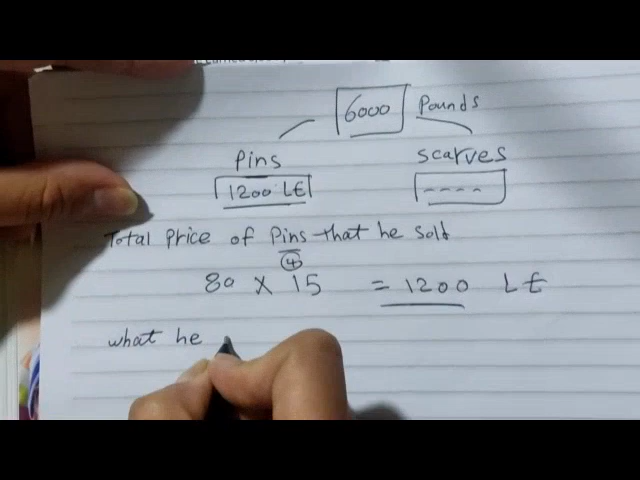 6000 Pounds
Pins scarves
1200 LE ----
Total Price of Pins that he sold
4
80 X 15 = 1200 LE
what he